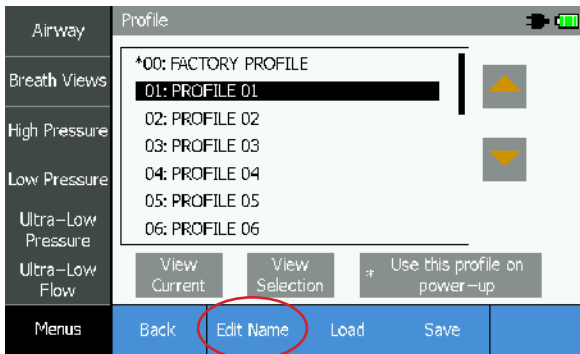 Airway
Profile
Breath Views
High Pressure
Low Pressure
Ultra-Low
Pressure
Ultra-Low
Flow
Menus
*00: FACTORY PROFILE
01: PROFILE 01
02: PROFILE 02
03: PROFILE 03
04: PROFILE 04
05: PROFILE 05
06: PROFILE 06
View
Current
View
Selection
* Use this profile on
power-up
Back
Edit Name
Load
Save